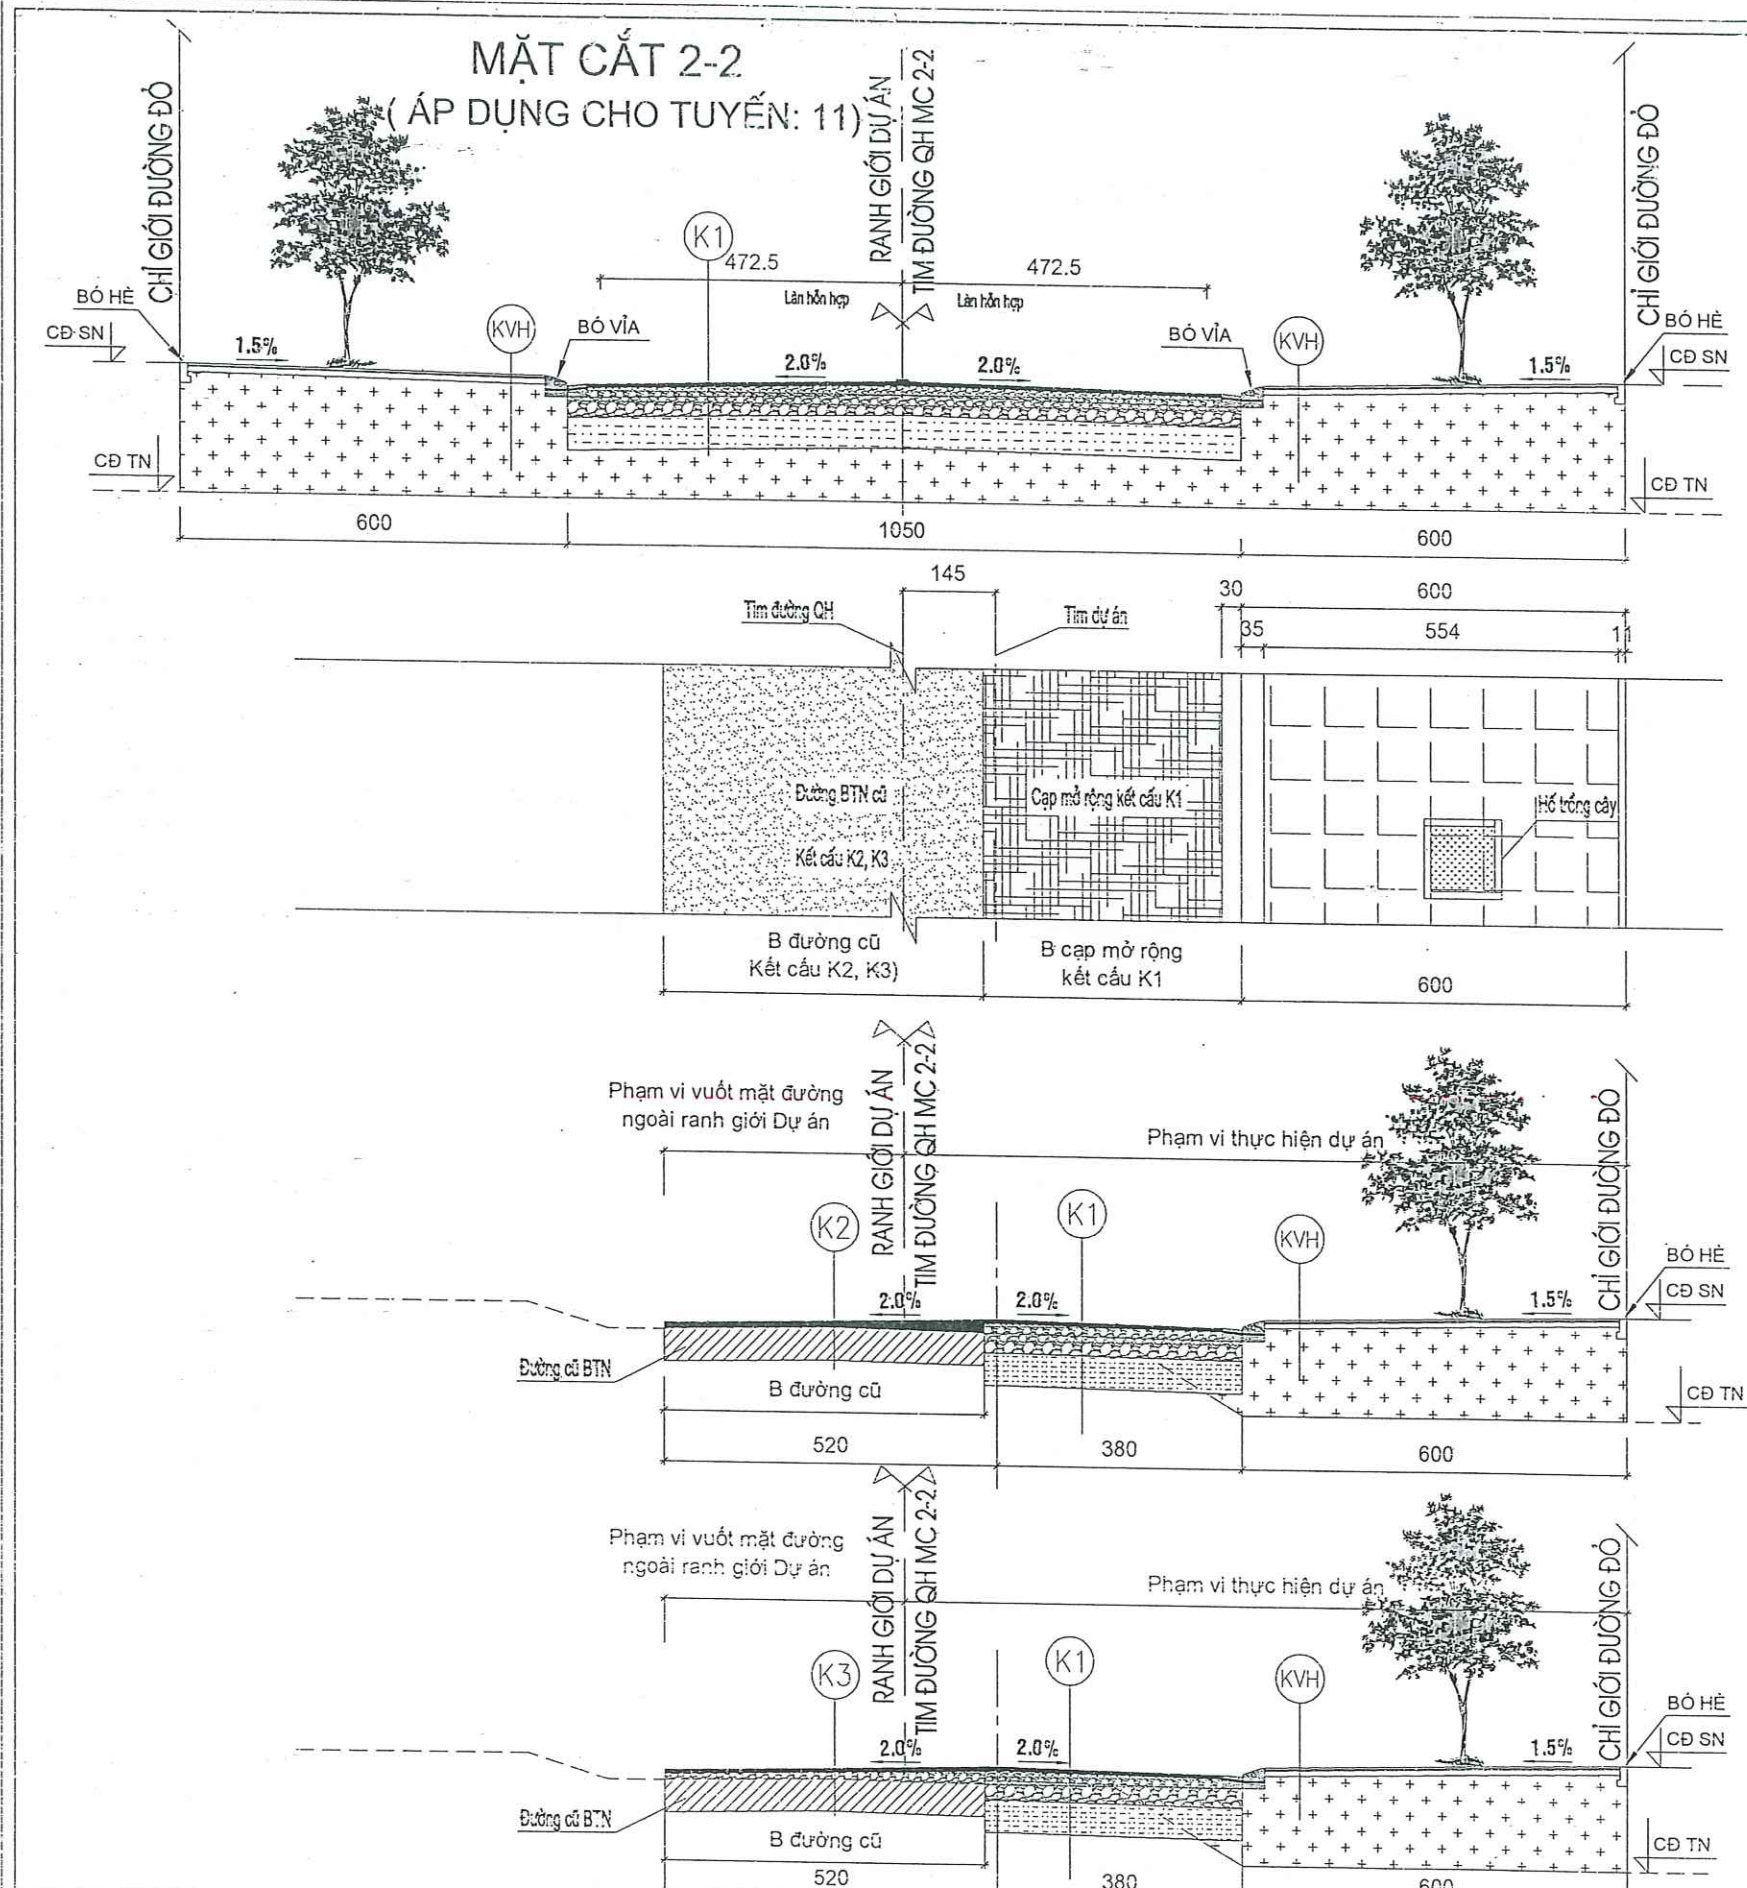 MẶT CẮT 2-2
( ÁP DỤNG CHO TUYẾN: 11)
CHỈ GIỚI ĐƯỜNG ĐỎ
RANH GIỚI DỰ ÁN
TIM ĐƯỜNG QH MC 2-2
CHỈ GIỚI ĐƯỜNG ĐỎ
K1
472.5
472.5
Làn hỗn hợp
Làn hỗn hợp
BÓ HÈ
CĐ SN
1.5%
KVH
BÓ VỈA
2.0%
2.0%
BÓ VỈA
KVH
1.5%
BÓ HÈ
CĐ SN
CĐ TN
CĐ TN
600
1050
600
145
30
600
Tim đường QH
Tim dự án
35
554
11
Đường BTN cũ
Kết cấu K2, K3
Cạp mở rộng kết cấu K1
Hố trồng cây
B đường cũ
Kết cấu K2, K3)
B cạp mở rộng
kết cấu K1
600
Phạm vi vuốt mặt đường
ngoài ranh giới Dự án
RANH GIỚI DỰ ÁN
TIM ĐƯỜNG QH MC 2-2
Phạm vi thực hiện dự án
CHỈ GIỚI ĐƯỜNG ĐỎ
K2
K1
KVH
BÓ HÈ
CĐ SN
2.0%
2.0%
1.5%
Đường cũ BTN
B đường cũ
CĐ TN
520
380
600
Phạm vi vuốt mặt đường
ngoài ranh giới Dự án
RANH GIỚI DỰ ÁN
TIM ĐƯỜNG QH MC 2-2
Phạm vi thực hiện dự án
CHỈ GIỚI ĐƯỜNG ĐỎ
K3
K1
KVH
BÓ HÈ
CĐ SN
2.0%
2.0%
1.5%
Đường cũ BTN
B đường cũ
CĐ TN
520
380
600